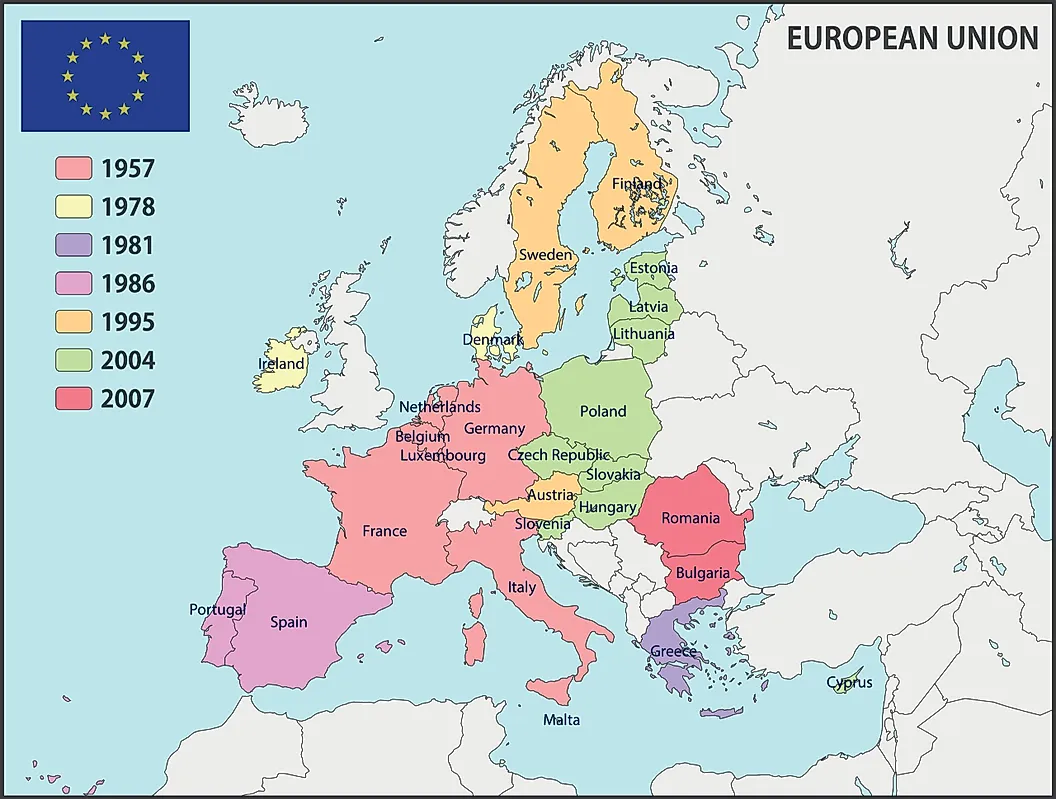 EUROPEAN UNION
1957
1978
1981
1986
1995
2004
2007
Finland
Sweden
Estonia
Latvia
Lithuania
Denmark
Ireland
Netherlands
Poland
Germany
Belgium
Luxembourg
Czech Republic
Slovakia
Austria
Hungary
Slovenia
Romania
France
Bulgaria
Italy
Portugal
Spain
Greece
Cyprus
Malta